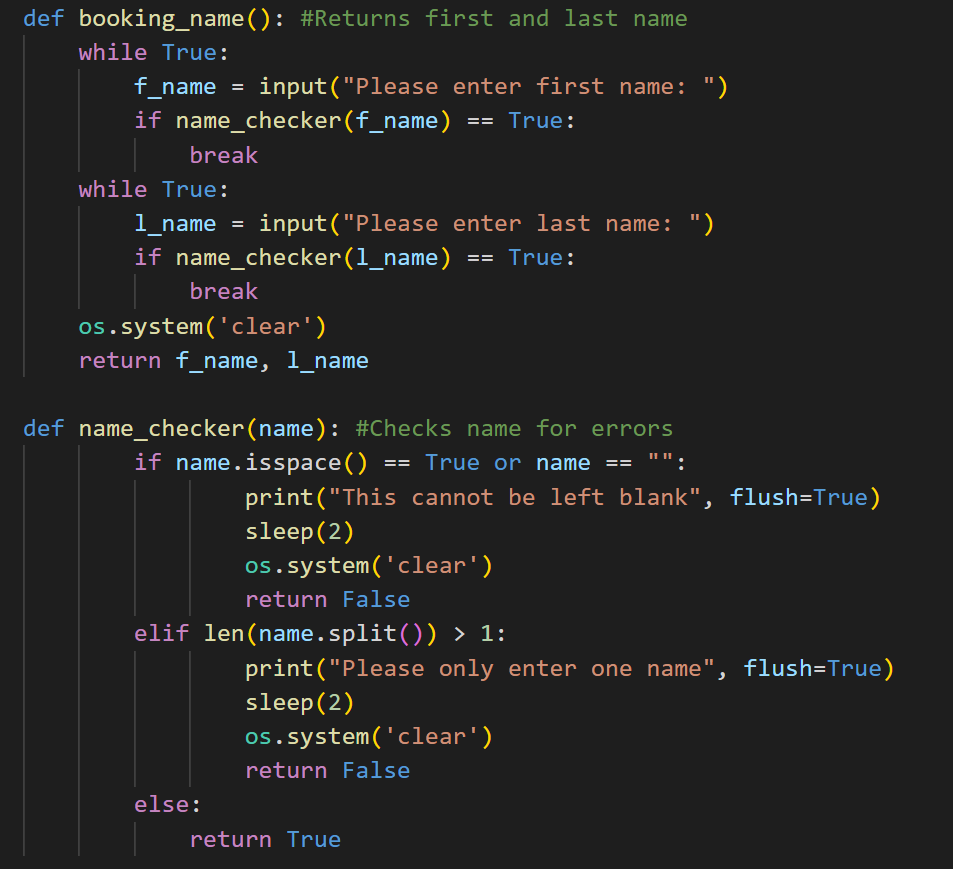 def booking_name(): #Returns first and last name
    while True:
        f_name = input("Please enter first name: ")
        if name_checker(f_name) == True:
            break
    while True:
        l_name = input("Please enter last name: ")
        if name_checker(l_name) == True:
            break
    os.system('clear')
    return f_name, l_name

def name_checker(name): #Checks name for errors
        if name.isspace() == True or name == "":
                print("This cannot be left blank", flush=True)
                sleep(2)
                os.system('clear')
                return False
        elif len(name.split()) > 1:
                print("Please only enter one name", flush=True)
                sleep(2)
                os.system('clear')
                return False
        else:
            return True